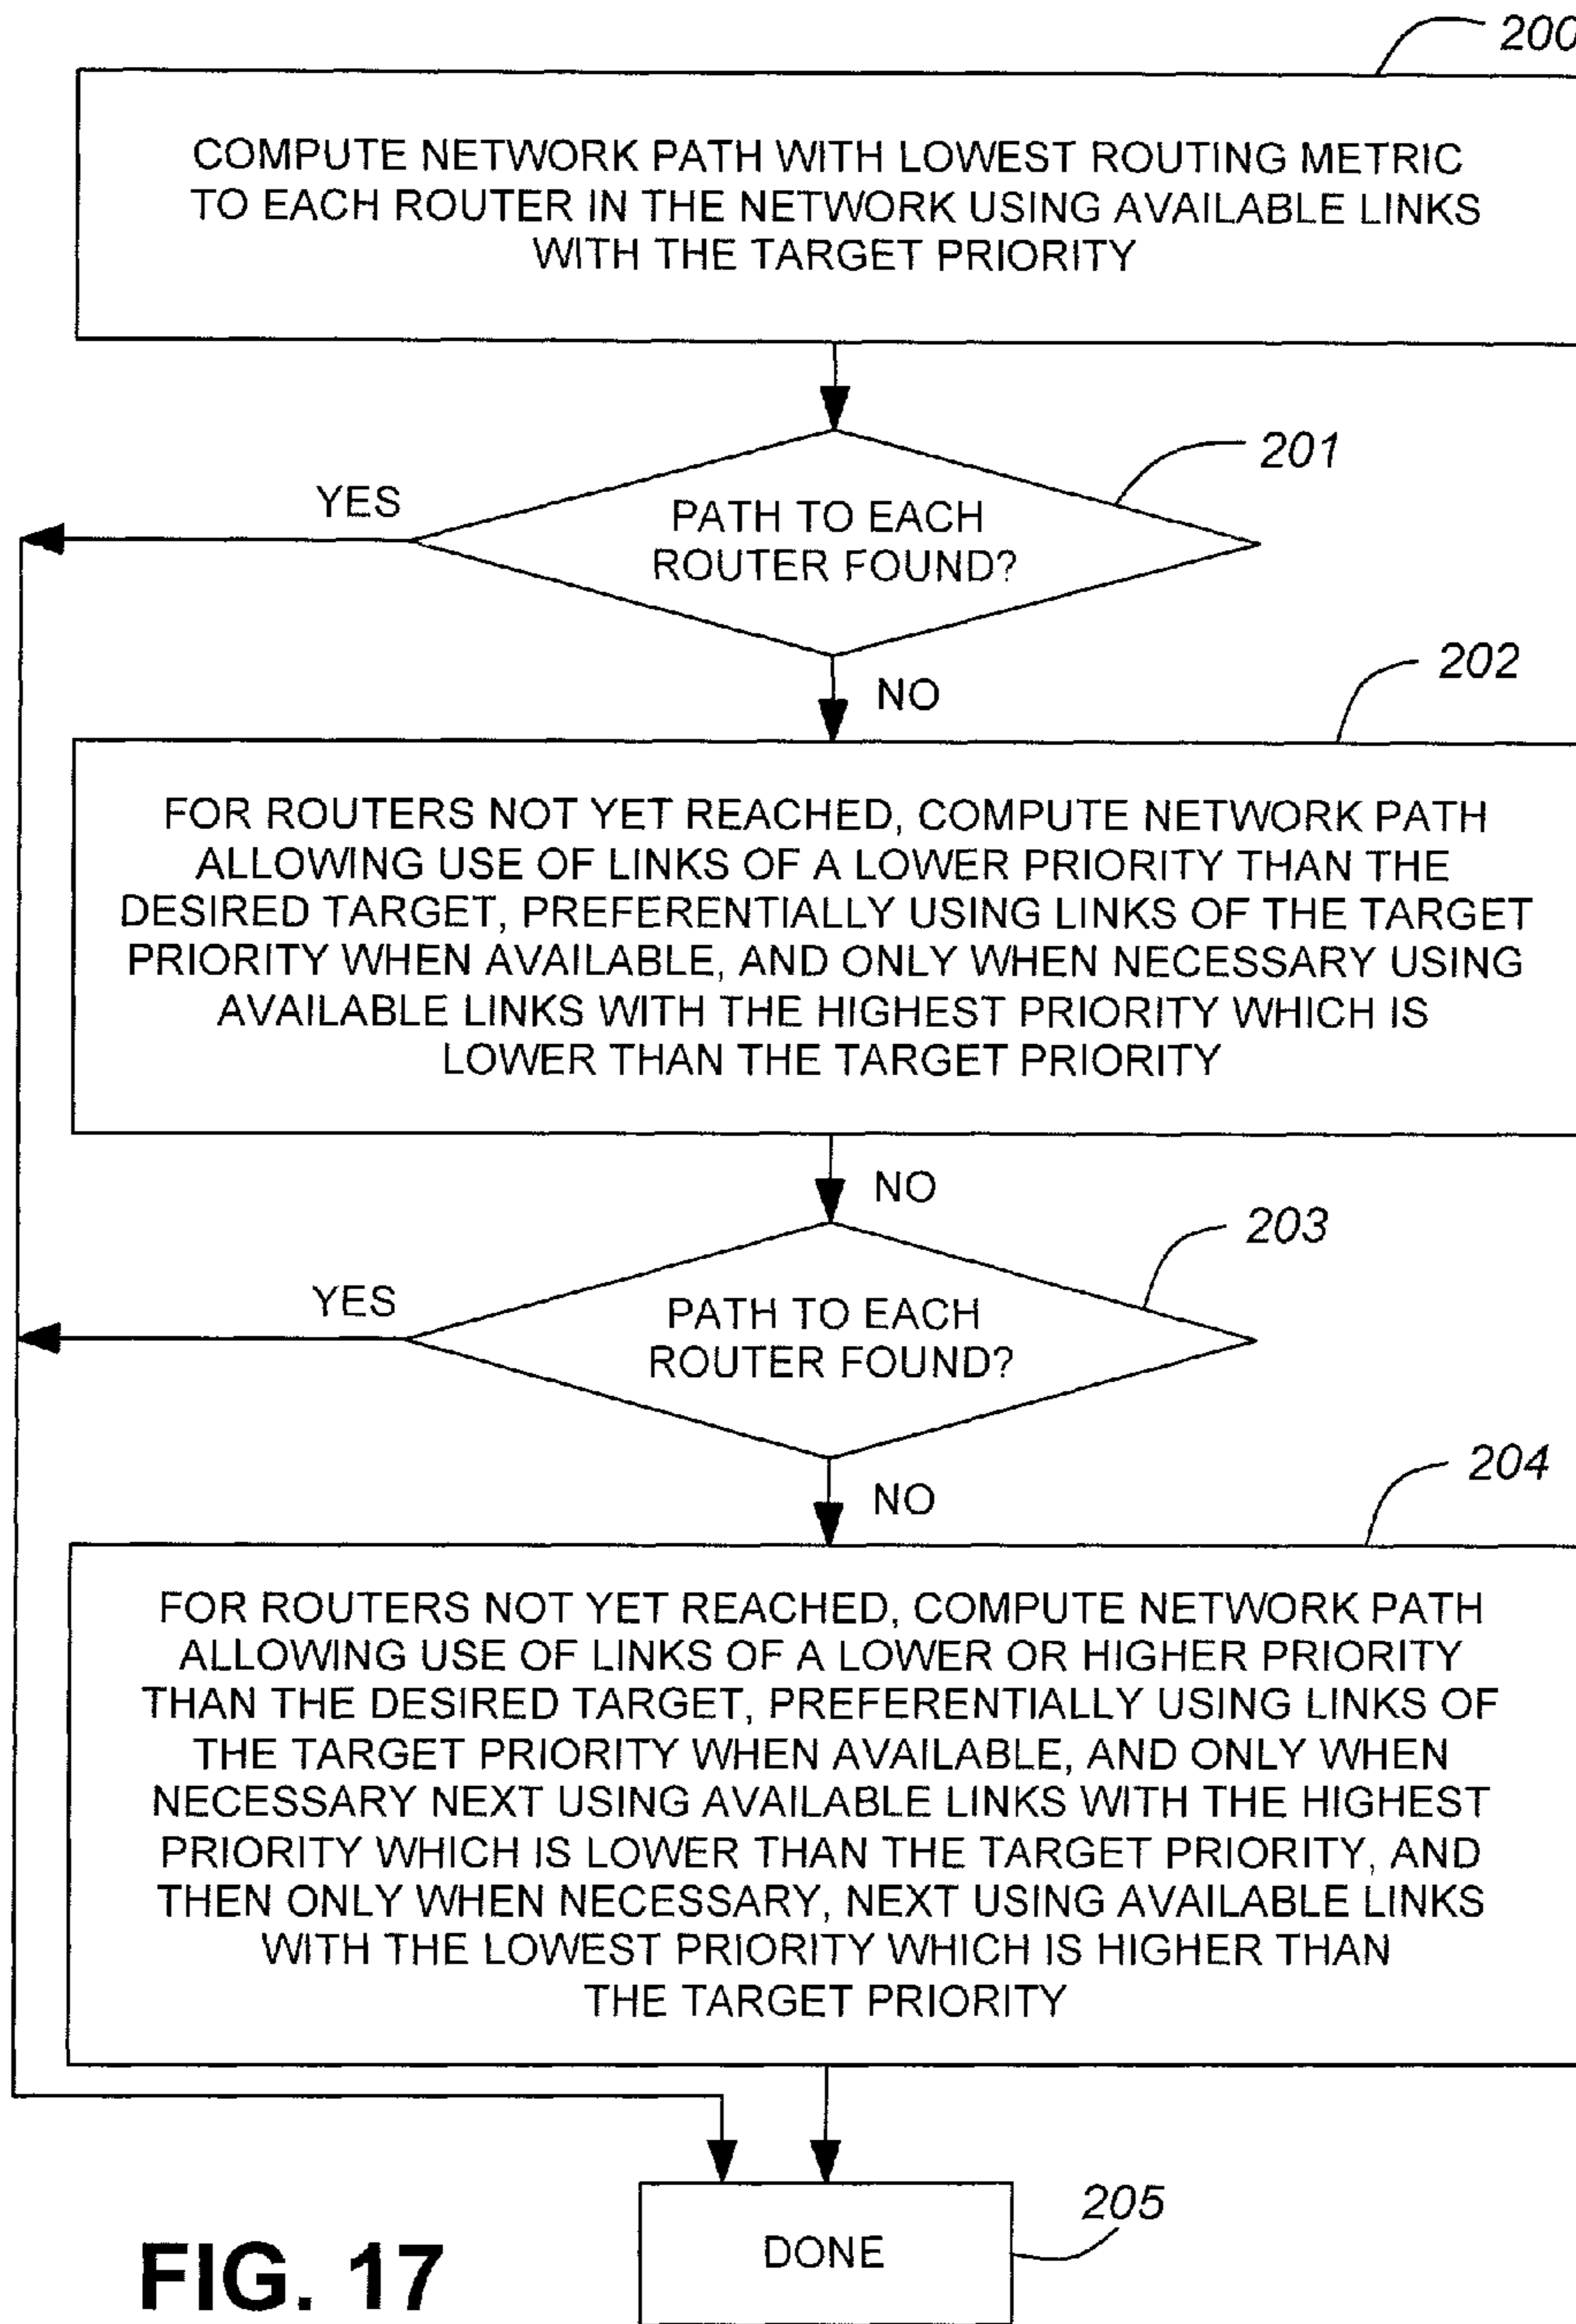 200
COMPUTE NETWORK PATH WITH LOWEST ROUTING METRIC
TO EACH ROUTER IN THE NETWORK USING AVAILABLE LINKS
WITH THE TARGET PRIORITY
201
YES
PATH TO EACH
ROUTER FOUND?
NO
202
FOR ROUTERS NOT YET REACHED, COMPUTE NETWORK PATH
ALLOWING USE OF LINKS OF A LOWER PRIORITY THAN THE
DESIRED TARGET, PREFERENTIALLY USING LINKS OF THE TARGET
PRIORITY WHEN AVAILABLE, AND ONLY WHEN NECESSARY USING
AVAILABLE LINKS WITH THE HIGHEST PRIORITY WHICH IS
LOWER THAN THE TARGET PRIORITY
NO
203
YES
PATH TO EACH
ROUTER FOUND?
NO
204
FOR ROUTERS NOT YET REACHED, COMPUTE NETWORK PATH
ALLOWING USE OF LINKS OF A LOWER OR HIGHER PRIORITY
THAN THE DESIRED TARGET, PREFERENTIALLY USING LINKS OF
THE TARGET PRIORITY WHEN AVAILABLE, AND ONLY WHEN
NECESSARY NEXT USING AVAILABLE LINKS WITH THE HIGHEST
PRIORITY WHICH IS LOWER THAN THE TARGET PRIORITY, AND
THEN ONLY WHEN NECESSARY, NEXT USING AVAILABLE LINKS
WITH THE LOWEST PRIORITY WHICH IS HIGHER THAN
THE TARGET PRIORITY
205
DONE
FIG. 17